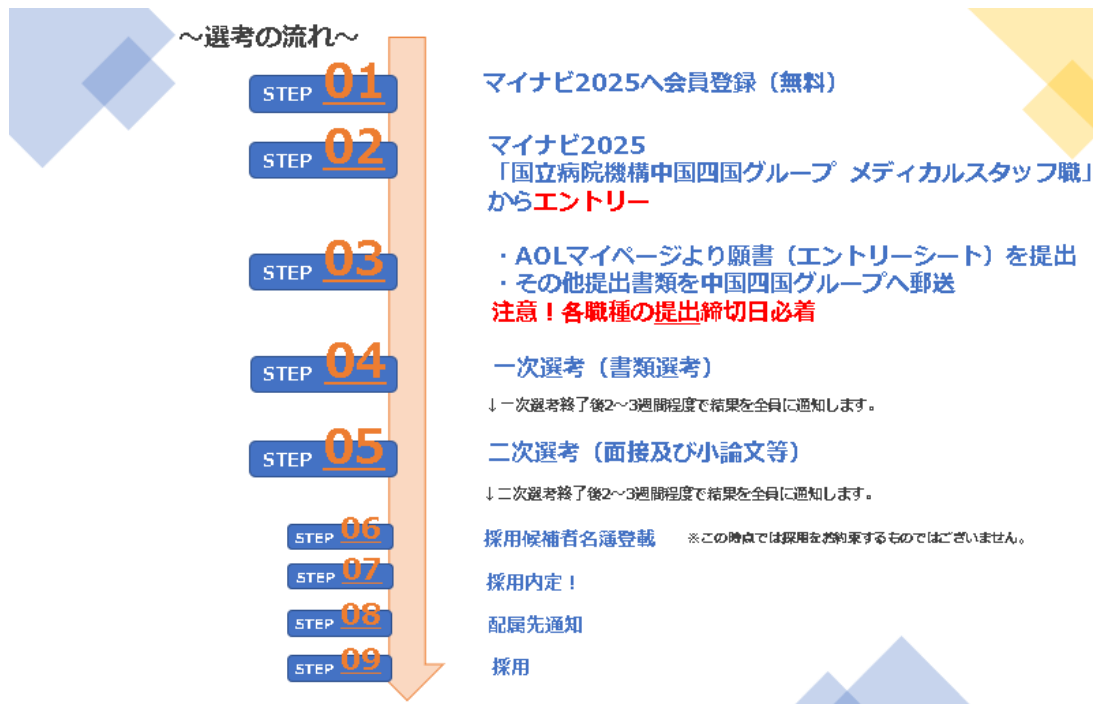 ~選考の流れ~
STEP 01
マイナビ2025へ会員登録（無料）
STEP 02
マイナビ2025
「国立病院機構中国四国グループ メディカルスタッフ職」
からエントリー
STEP 03
・AOLマイページより願書（エントリーシート）を提出
・その他提出書類を中国四国グループへ郵送
注意！各職種の提出締切日必着
STEP 04
一次選考（書類選考）
↓一次選考終了後2～3週間程度で結果を全員に通知します。
STEP 05
二次選考（面接及び小論文等）
↓二次選考終了後2～3週間程度で結果を全員に通知します。
STEP 06
採用候補者名簿登載 ※この時点では採用をお約束するものではございません。
STEP 07
採用内定！
STEP 08
配属先通知
STEP 09
採用